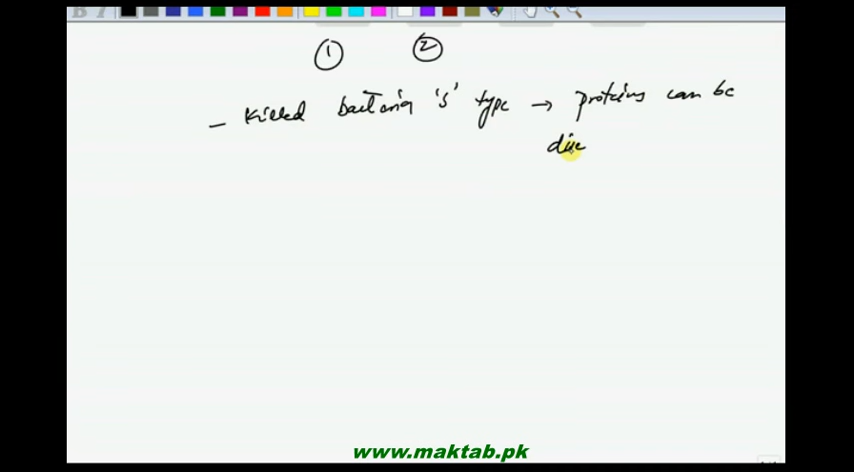 B I
① ②
- Killed bacteria 's' type → proteins can be
die
www.maktab.pk